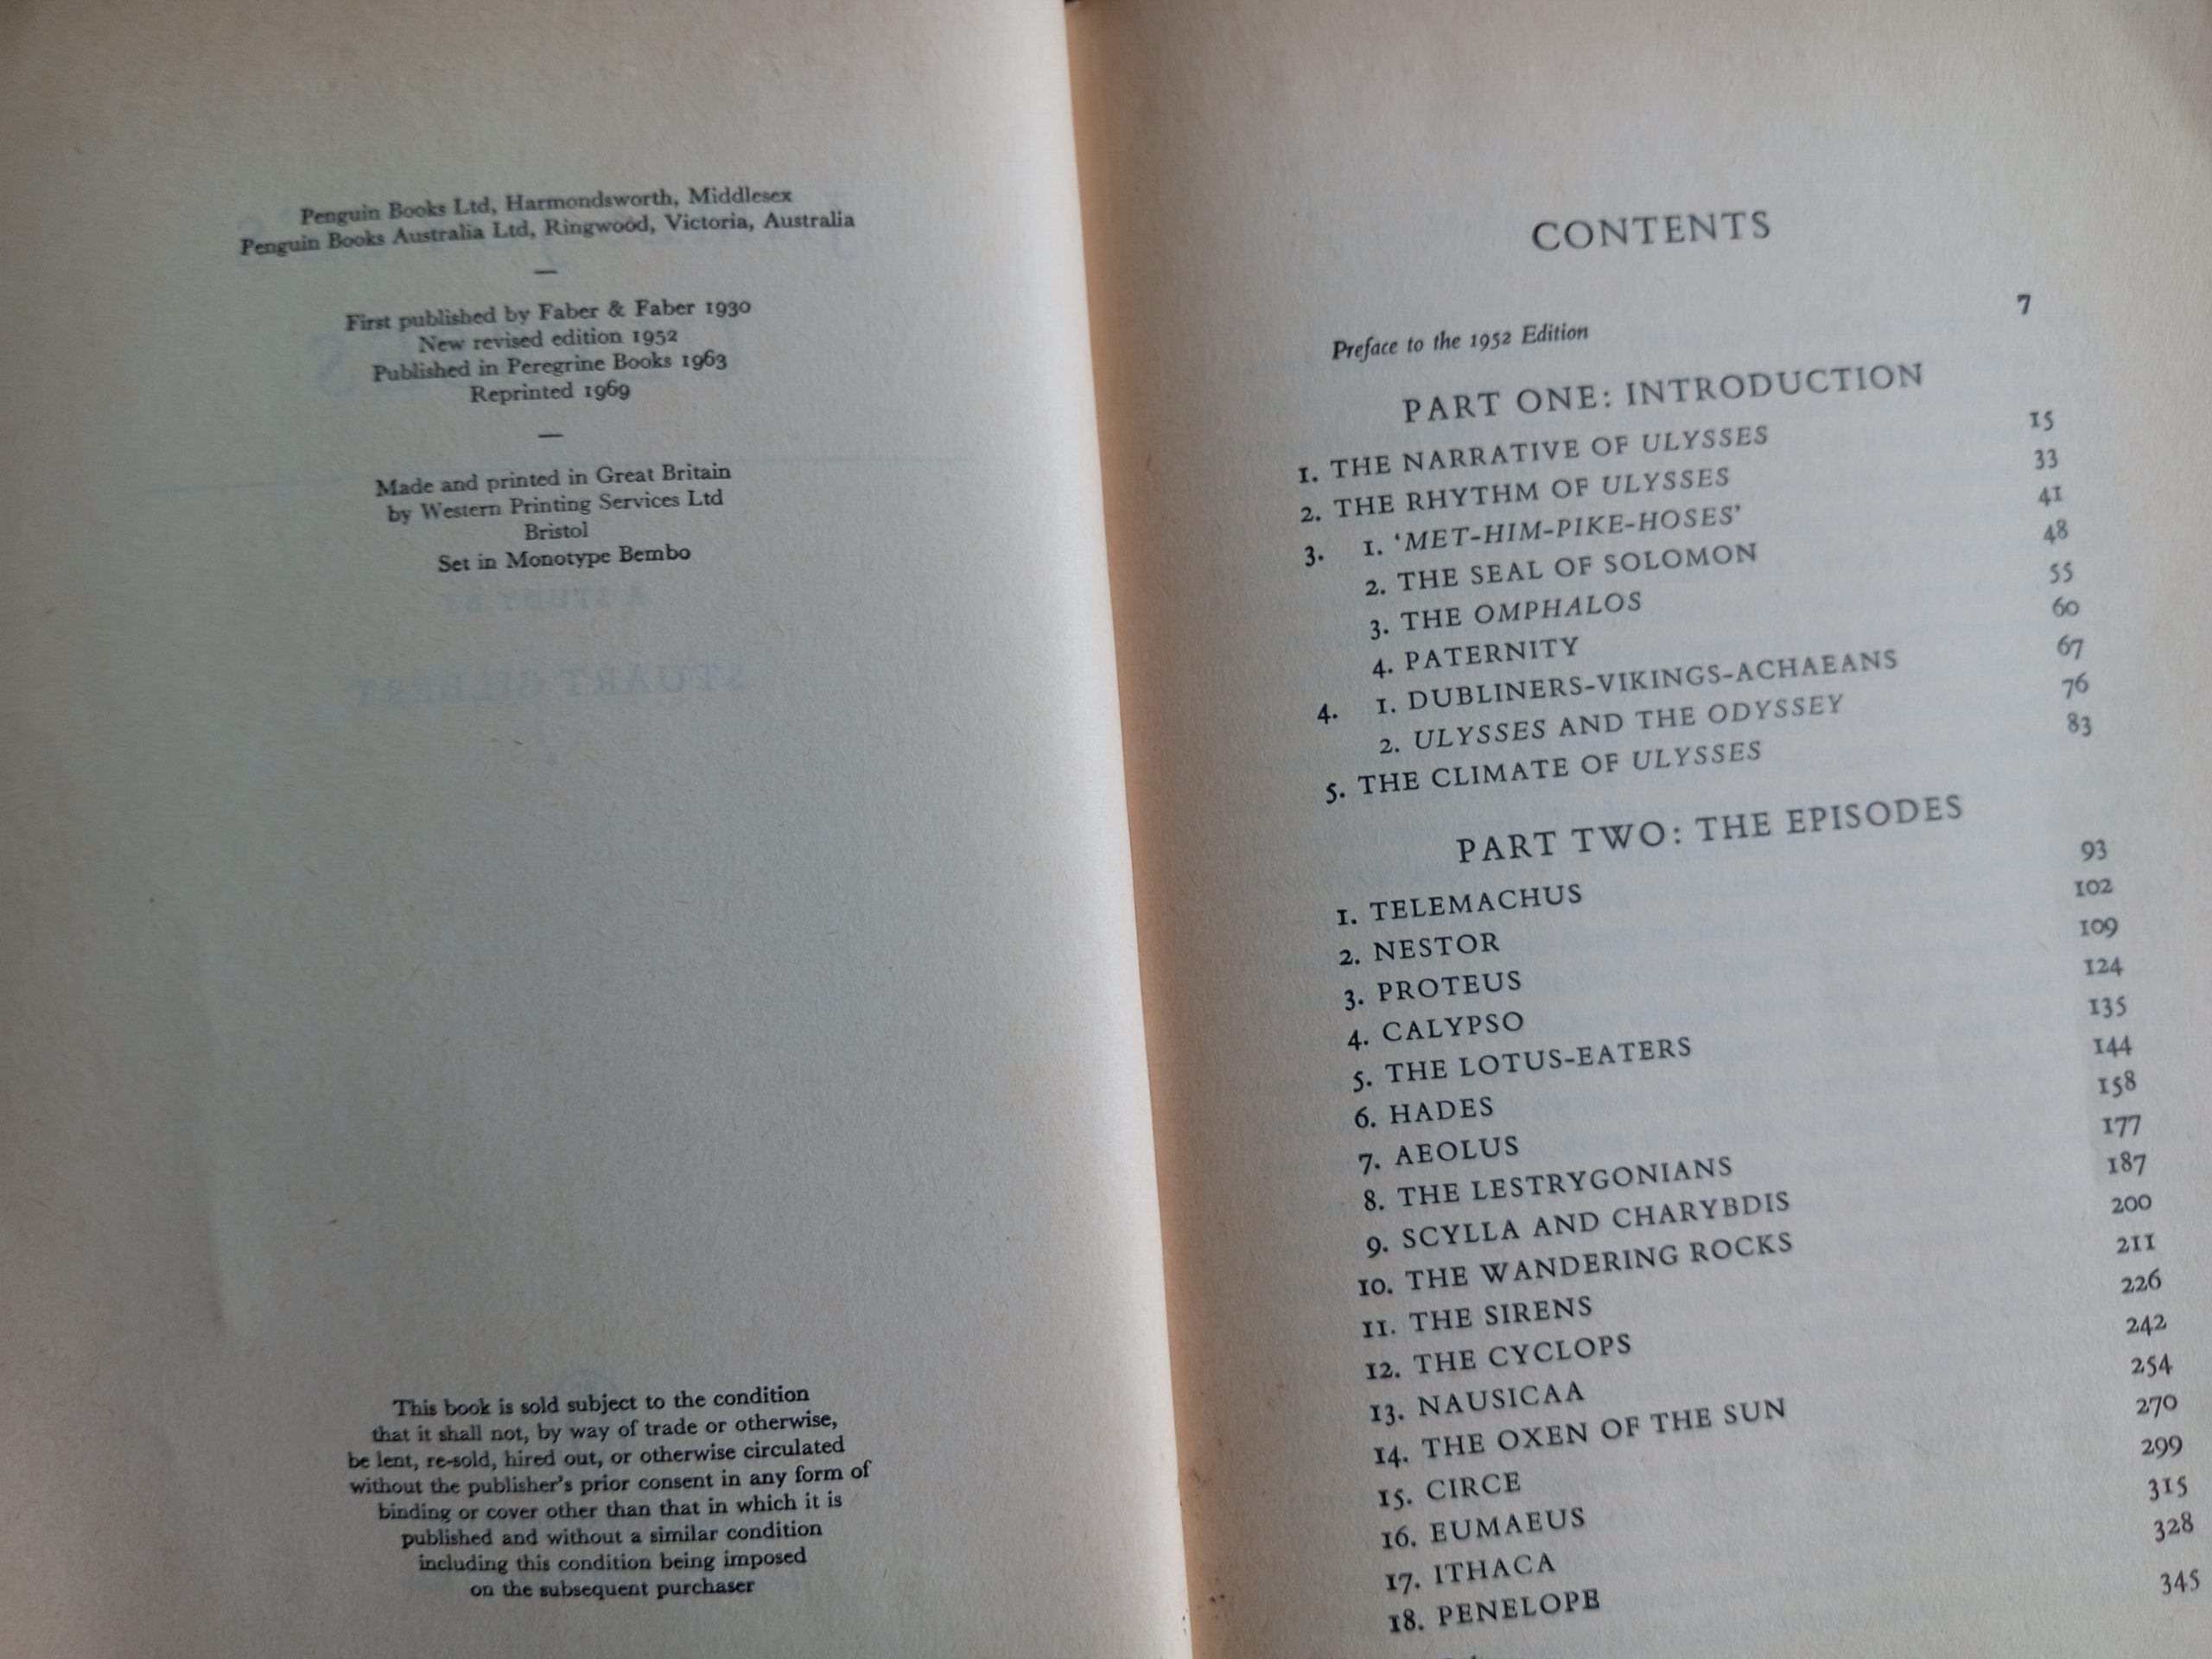 Penguin Books Ltd, Harmondsworth, Middlesex
Penguin Books Australia Ltd, Ringwood, Victoria, Australia
—
First published by Faber & Faber 1930
New revised edition 1952
Published in Peregrine Books 1963
Reprinted 1969
—
Made and printed in Great Britain
by Western Printing Services Ltd
Bristol
Set in Monotype Bembo
This book is sold subject to the condition
that it shall not, by way of trade or otherwise,
be lent, re-sold, hired out, or otherwise circulated
without the publisher's prior consent in any form of
binding or cover other than that in which it is
published and without a similar condition
including this condition being imposed
on the subsequent purchaser
CONTENTS
Preface to the 1952 Edition 7
PART ONE: INTRODUCTION
1. THE NARRATIVE OF ULYSSES 15
2. THE RHYTHM OF ULYSSES 33
3. 1. 'MET-HIM-PIKE-HOSES' 41
2. THE SEAL OF SOLOMON 48
3. THE OMPHALOS 55
4. PATERNITY 60
4. 1. DUBLINERS-VIKINGS-ACHAEANS 67
2. ULYSSES AND THE ODYSSEY 76
5. THE CLIMATE OF ULYSSES 83
PART TWO: THE EPISODES
1. TELEMACHUS 93
2. NESTOR 102
3. PROTEUS 109
4. CALYPSO 124
5. THE LOTUS-EATERS 135
6. HADES 144
7. AEOLUS 158
8. THE LESTRYGONIANS 177
9. SCYLLA AND CHARYBDIS 187
10. THE WANDERING ROCKS 200
11. THE SIRENS 211
12. THE CYCLOPS 226
13. NAUSICAA 242
14. THE OXEN OF THE SUN 254
15. CIRCE 270
16. EUMAEUS 299
17. ITHACA 315
18. PENELOPE 328
345